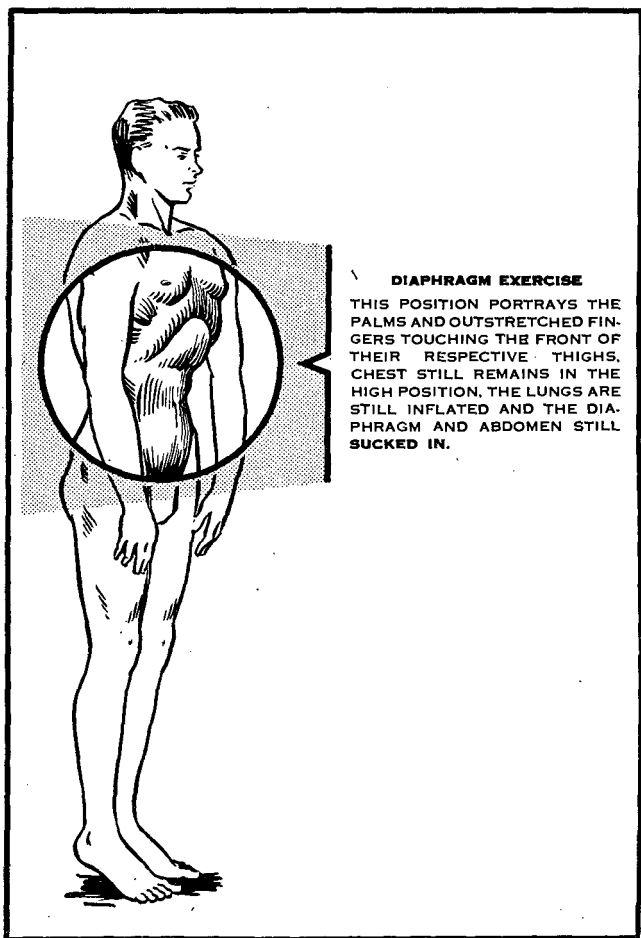 DIAPHRAGM EXERCISE
THIS POSITION PORTRAYS THE
PALMS AND OUTSTRETCHED FIN-
GERS TOUCHING THE FRONT OF
THEIR RESPECTIVE THIGHS,
CHEST STILL REMAINS IN THE
HIGH POSITION, THE LUNGS ARE
STILL INFLATED AND THE DIA-
PHRAGM AND ABDOMEN STILL
SUCKED IN.